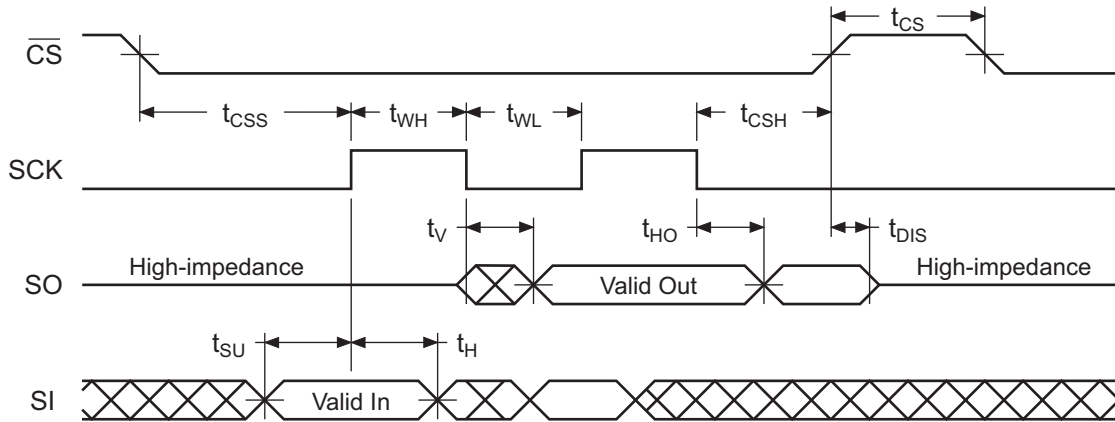 t_CS
CS
t_CSS t_WH t_WL t_CSH
SCK
t_V t_HO t_DIS
High-impedance High-impedance
SO Valid Out
t_SU t_H
SI Valid In